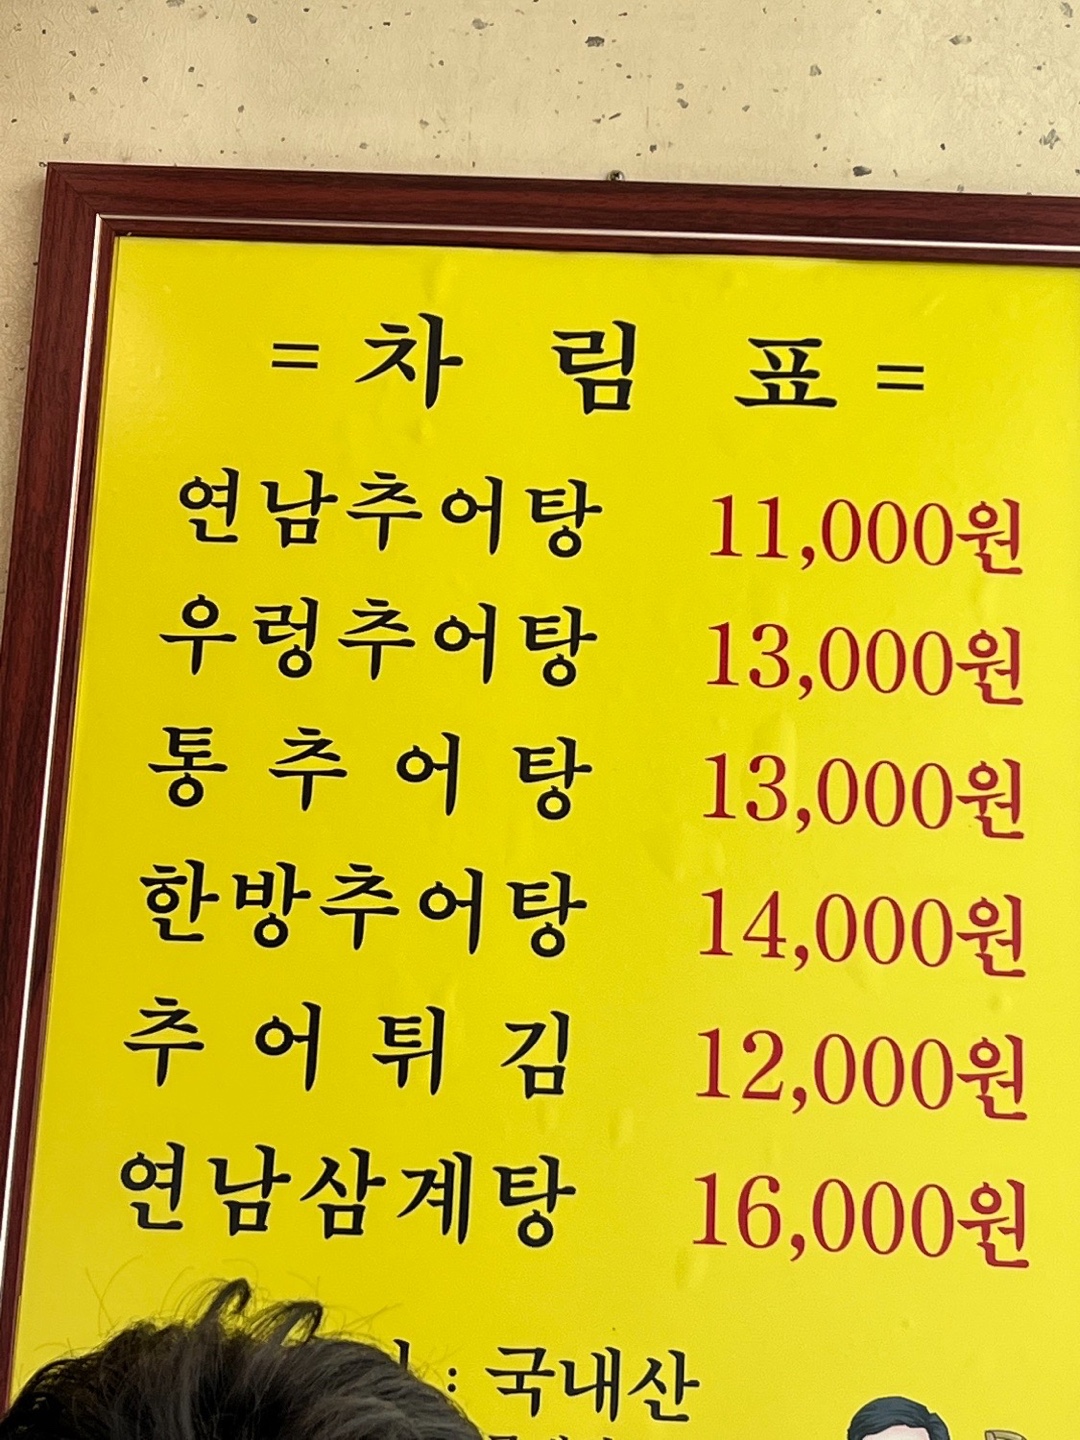 = 차 림 표 =
연남추어탕 11,000원
우렁추어탕 13,000원
통 추 어 탕 13,000원
한방추어탕 14,000원
추 어 튀 김 12,000원
연남삼계탕 16,000원
: 국내산